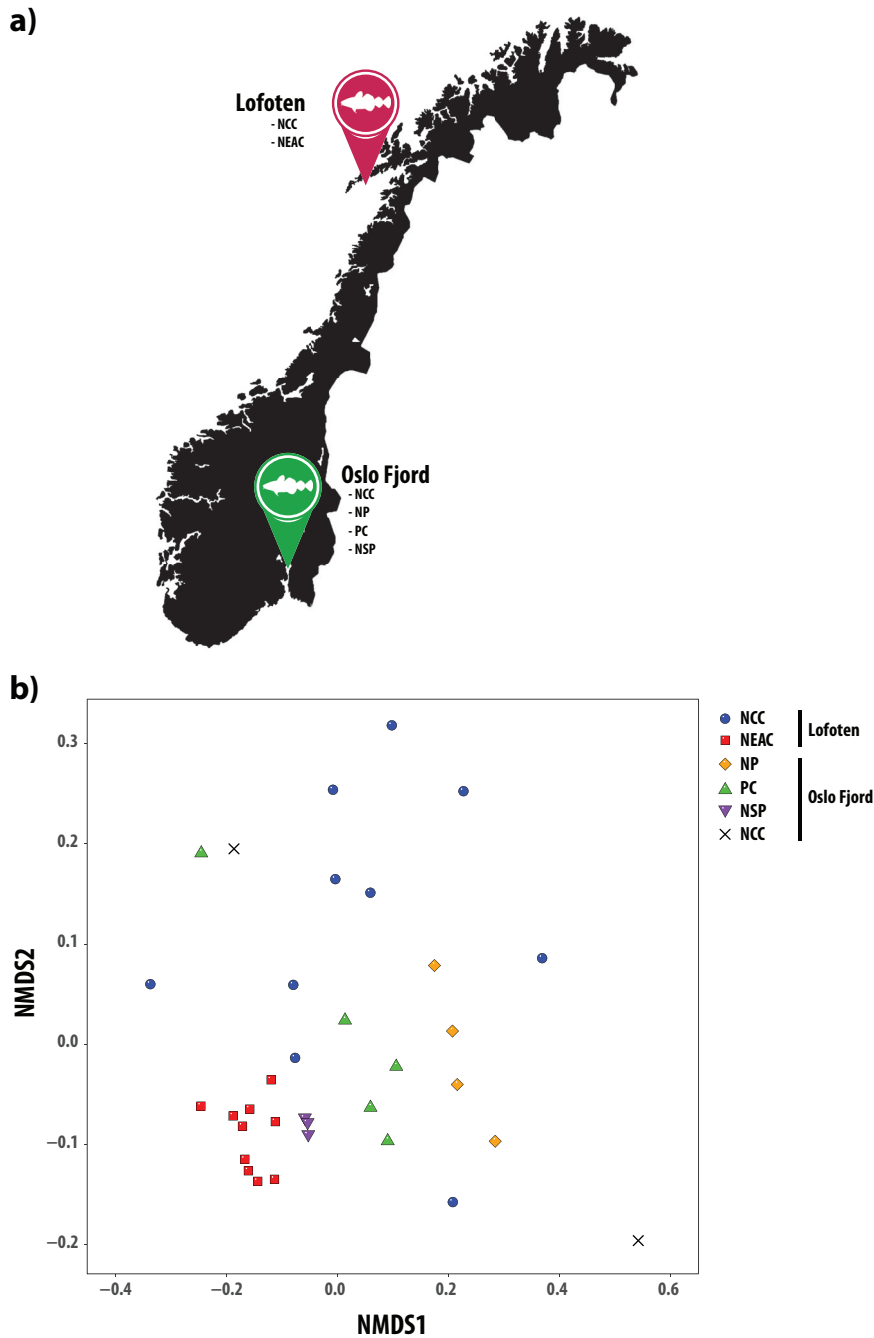 a)
Lofoten
- NCC
- NEAC
Oslo Fjord
- NCC
- NP
- PC
- NSP
b)
NMDS2
0.3
0.2
0.1
0.0
−0.1
−0.2
−0.4
−0.2
0.0
0.2
0.4
0.6
NMDS1
NCC
NEAC
Lofoten
NP
PC
NSP
NCC
Oslo Fjord